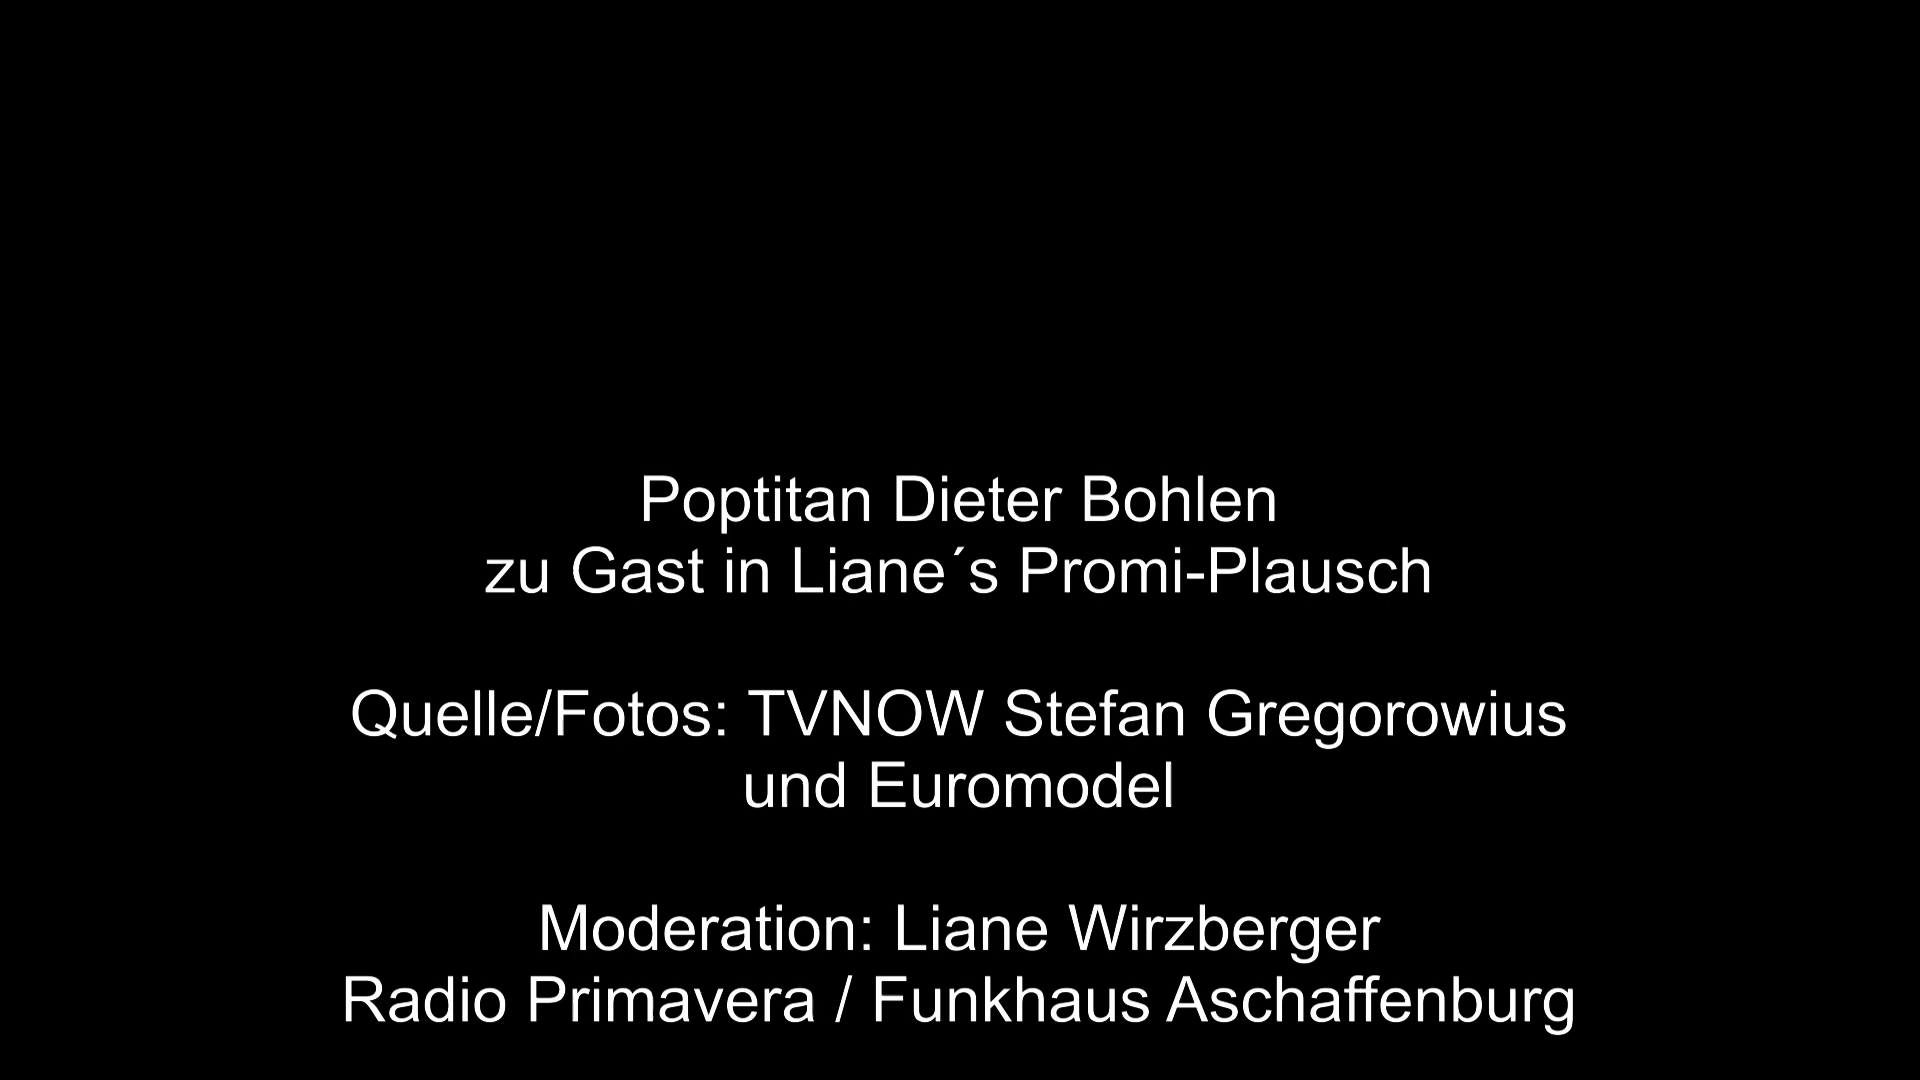 Poptitan Dieter Bohlen
zu Gast in Liane´s Promi-Plausch
Quelle/Fotos: TVNOW Stefan Gregorowius
und Euromodel
Moderation: Liane Wirzberger
Radio Primavera / Funkhaus Aschaffenburg